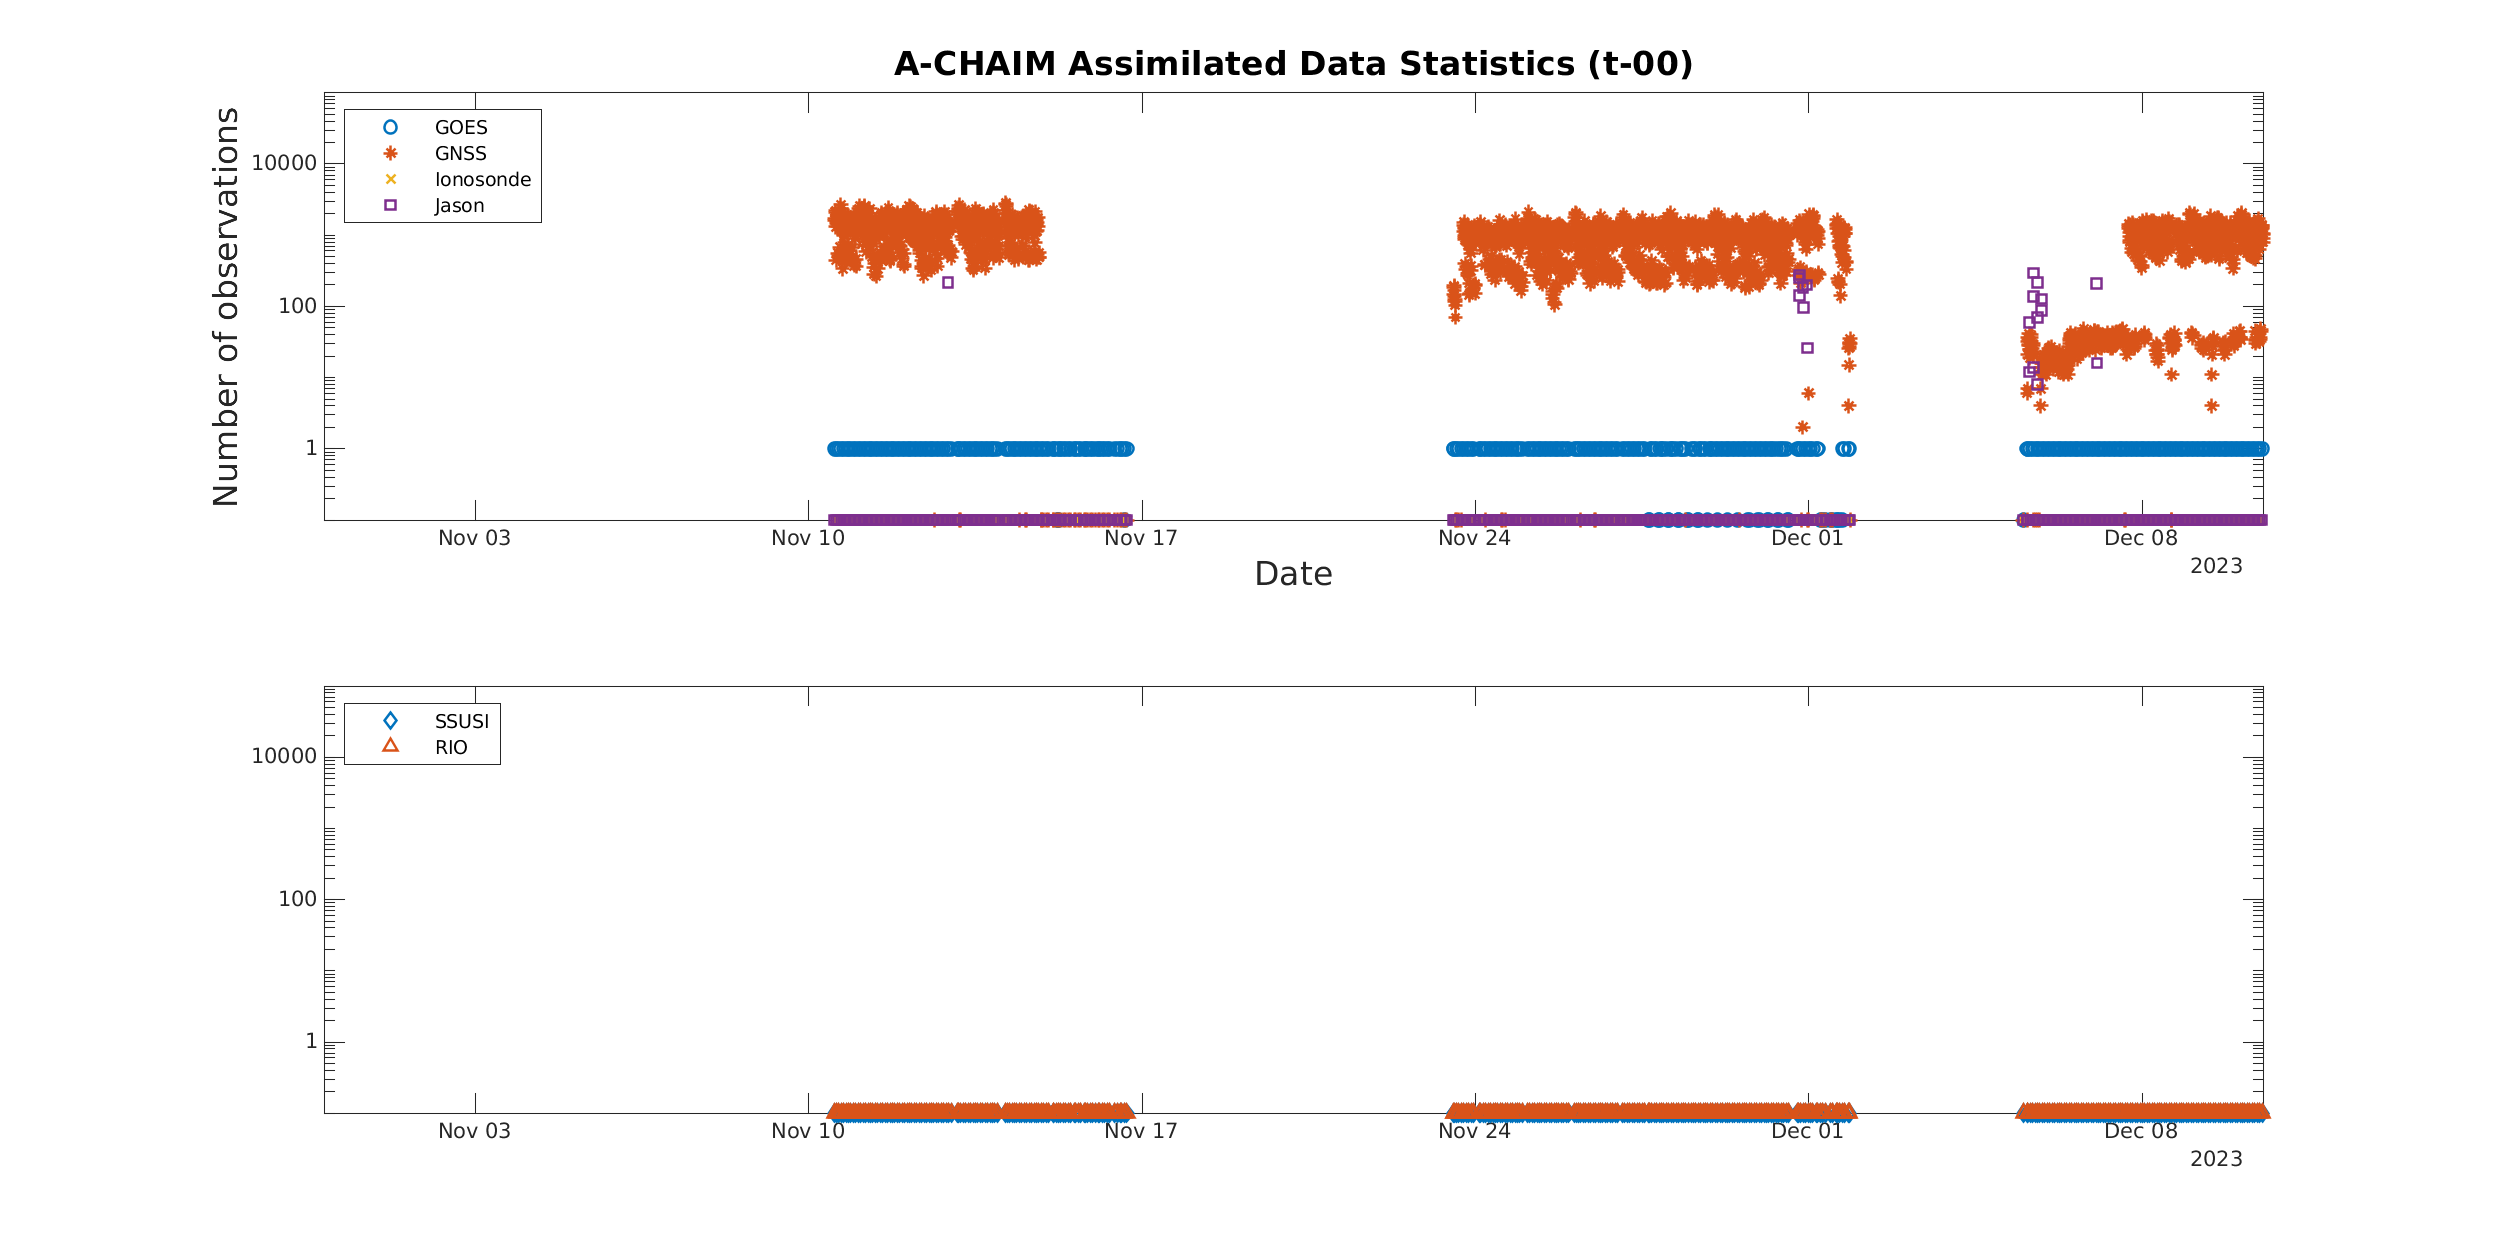 A-CHAIM Assimilated Data Statistics (t-00)
Number of observations
10000
100
1
GOES
GNSS
Ionosonde
Jason
Nov 03 Nov 10 Nov 17 Nov 24 Dec 01 Dec 08
2023
Date
10000
100
1
SSUSI
RIO
Nov 03 Nov 10 Nov 17 Nov 24 Dec 01 Dec 08
2023